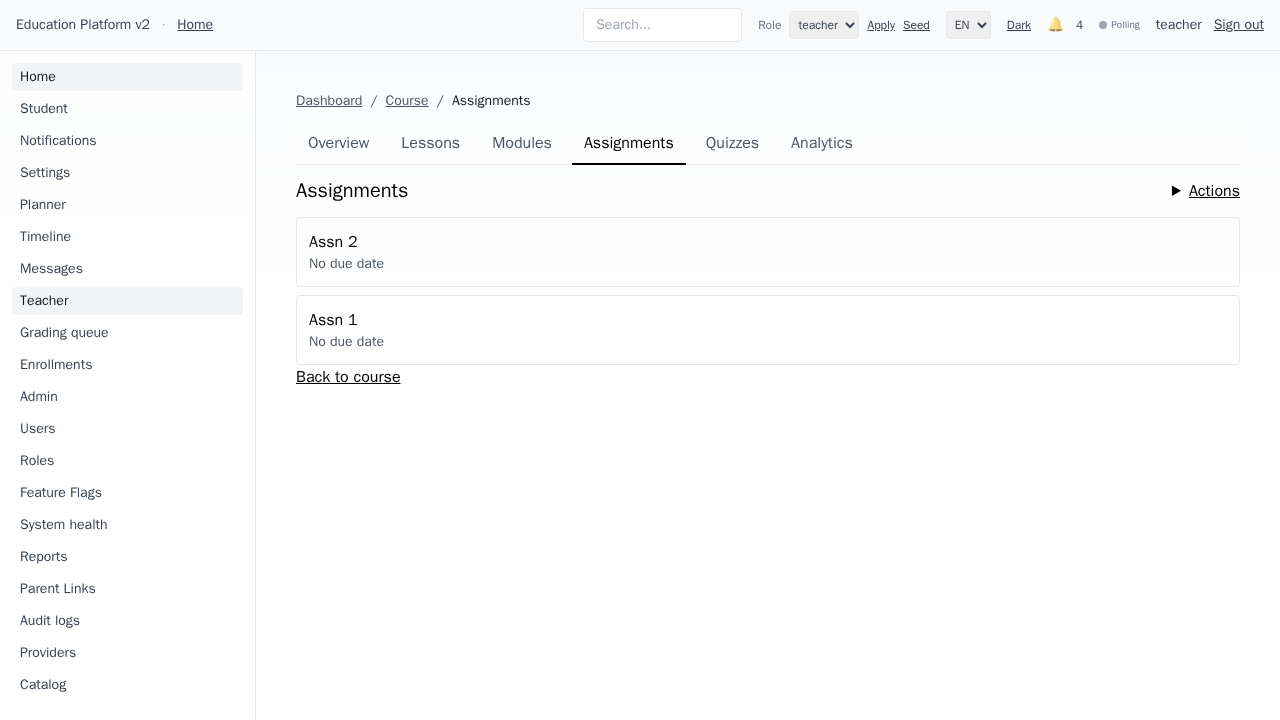 Education Platform v2 · Home
Search...
Role teacher Apply Seed EN Dark 🔔 4 Polling teacher Sign out
Home
Student
Notifications
Settings
Planner
Timeline
Messages
Teacher
Grading queue
Enrollments
Admin
Users
Roles
Feature Flags
System health
Reports
Parent Links
Audit logs
Providers
Catalog
Dashboard / Course / Assignments
Overview Lessons Modules Assignments Quizzes Analytics
Assignments
Actions
Assn 2
No due date
Assn 1
No due date
Back to course